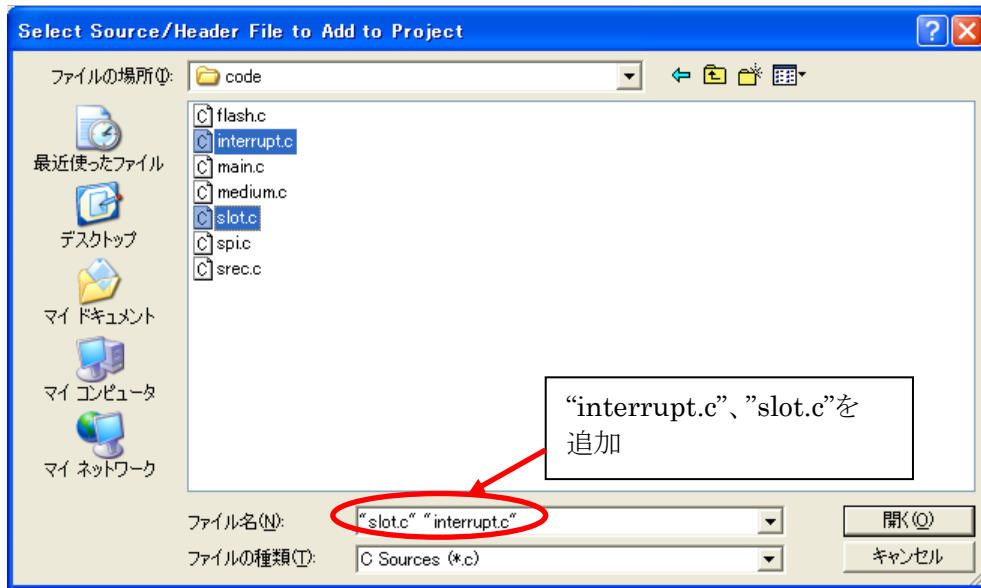 Select Source/Header File to Add to Project
ファイルの場所(I):
code
flash.c
interrupt.c
main.c
medium.c
slot.c
spi.c
srec.c
最近使ったファイル
デスクトップ
マイ ドキュメント
マイ コンピュータ
マイ ネットワーク
“interrupt.c”、”slot.c”を
追加
ファイル名(N):
"slot.c" "interrupt.c"
開く(O)
ファイルの種類(T):
C Sources (*.c)
キャンセル